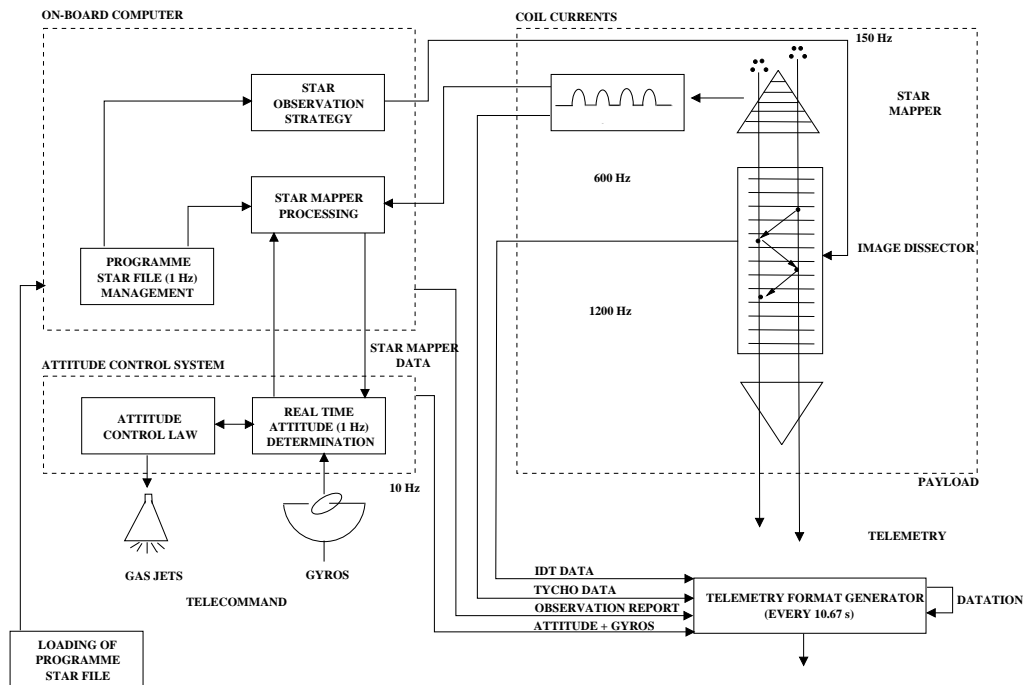 ON-BOARD COMPUTER
COIL CURRENTS
150 Hz
STAR
OBSERVATION
STRATEGY
STAR
MAPPER
600 Hz
STAR MAPPER
PROCESSING
IMAGE DISSECTOR
PROGRAMME
STAR FILE (1 Hz)
MANAGEMENT
1200 Hz
STAR MAPPER
DATA
ATTITUDE CONTROL SYSTEM
ATTITUDE
CONTROL LAW
REAL TIME
ATTITUDE (1 Hz)
DETERMINATION
10 Hz
PAYLOAD
TELEMETRY
GAS JETS
GYROS
TELECOMMAND
IDT DATA
TYCHO DATA
OBSERVATION REPORT
ATTITUDE + GYROS
TELEMETRY FORMAT GENERATOR
(EVERY 10.67 s)
DATATION
LOADING OF
PROGRAMME
STAR FILE